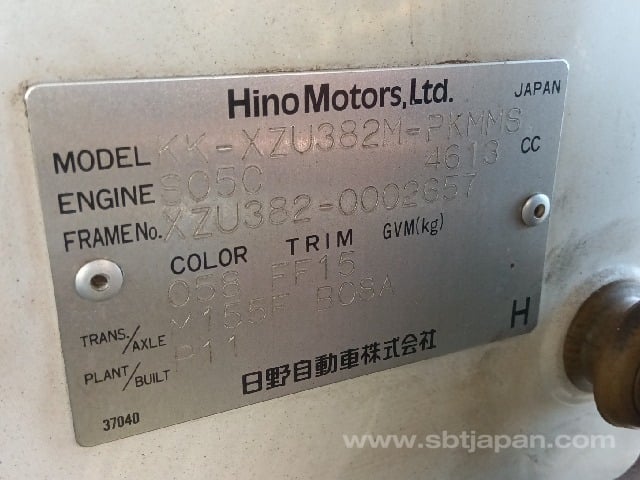 Hino Motors, Ltd. JAPAN
MODEL KK-XZU382M-PKMMS
ENGINE S05C 4613 CC
FRAME No. XZU382-0002657
COLOR TRIM GVM(kg)
058 FF15
TRANS./AXLE M155F B08A
PLANT/BUILT P11
日野自動車株式会社
H
37040
www.sbtjapan.com